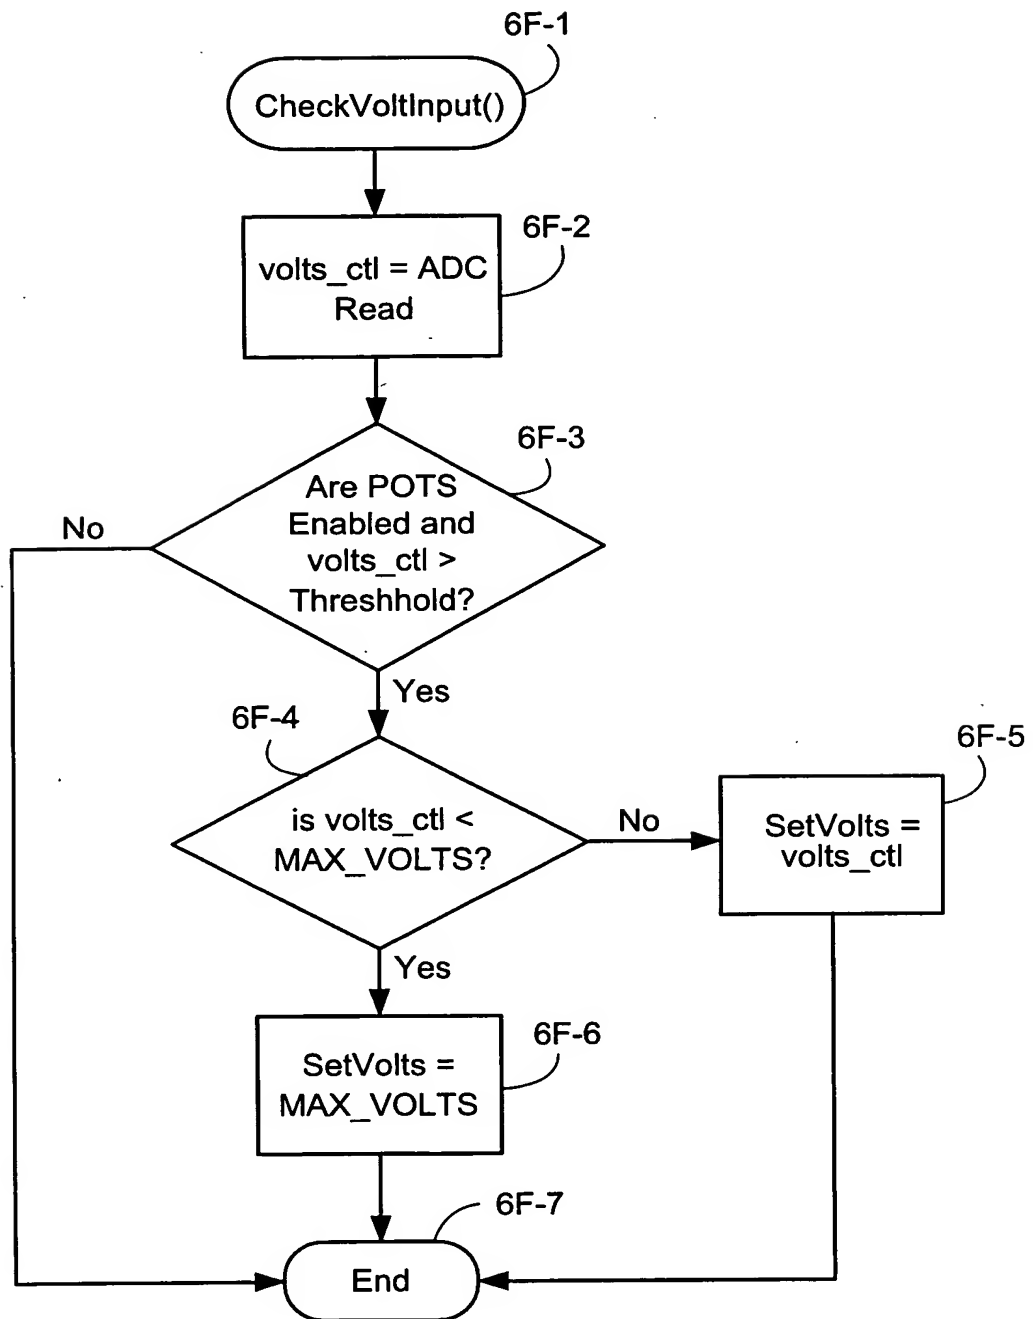 6F-1
CheckVoltInput()
6F-2
volts_ctl = ADC
Read
6F-3
Are POTS
Enabled and
volts_ctl >
Threshhold?
No
Yes
6F-4
is volts_ctl <
MAX_VOLTS?
No
6F-5
SetVolts =
volts_ctl
Yes
6F-6
SetVolts =
MAX_VOLTS
6F-7
End